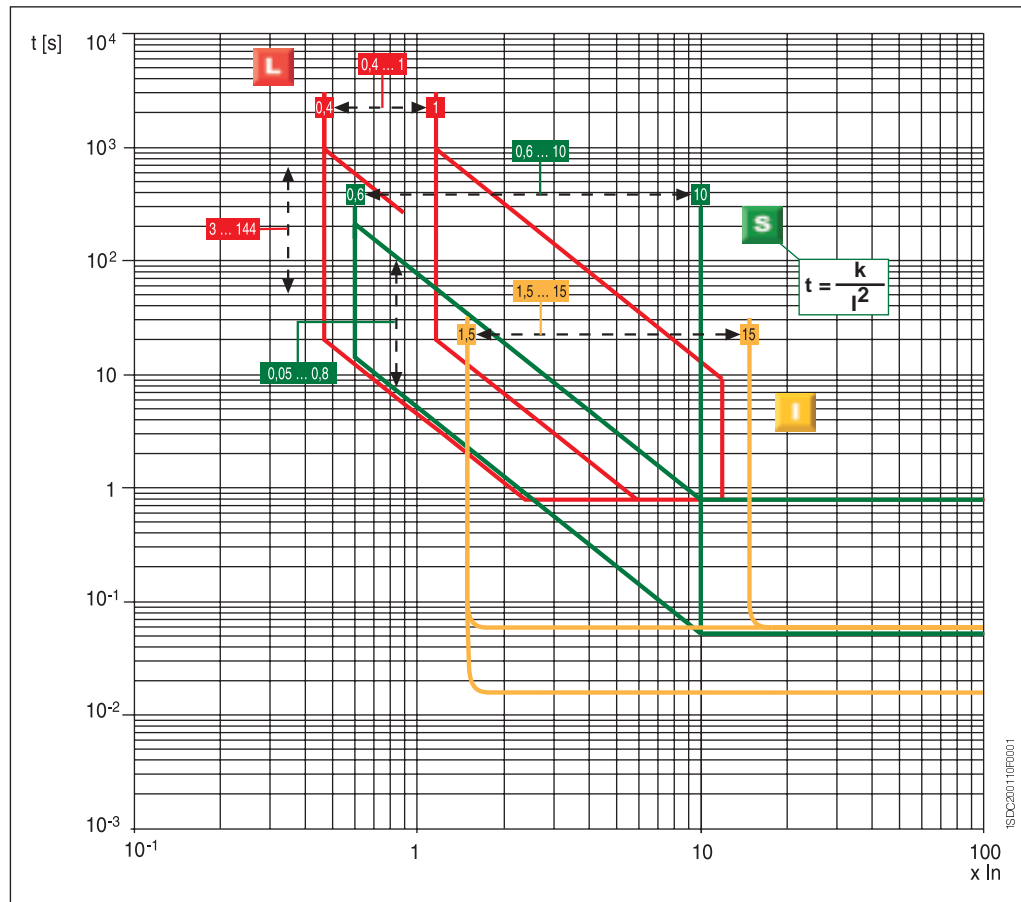 t [s]
10⁴
L
0,4 ... 1
0,4
1
10³
0,6 ... 10
0,6
10
S
3 ... 144
10²
t = k / I²
1,5 ... 15
1,5
15
0,05 ... 0,8
10
I
1
10⁻¹
10⁻²
10⁻³
10⁻¹
1
10
100
x In
1SDC200110F0001